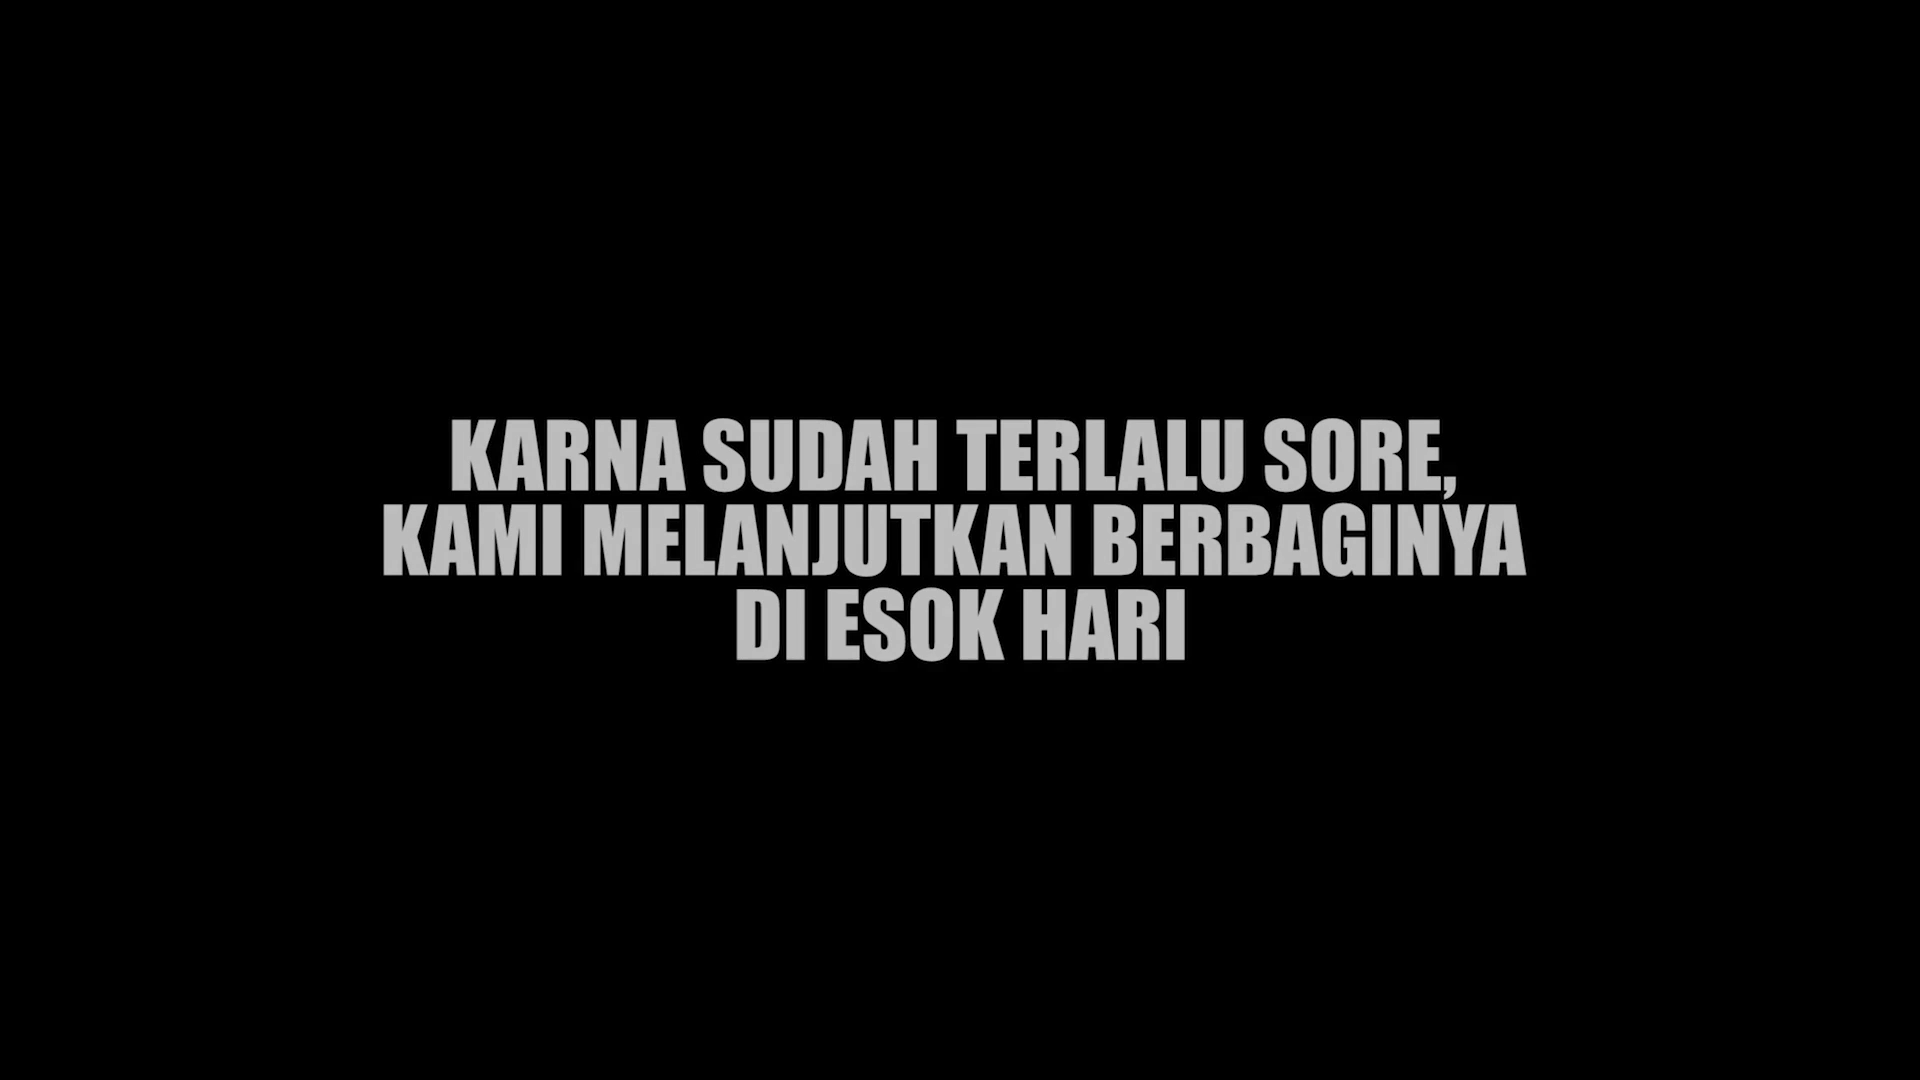 KARNA SUDAH TERLALU SORE,
KAMI MELANJUTKAN BERBAGINYA
DI ESOK HARI